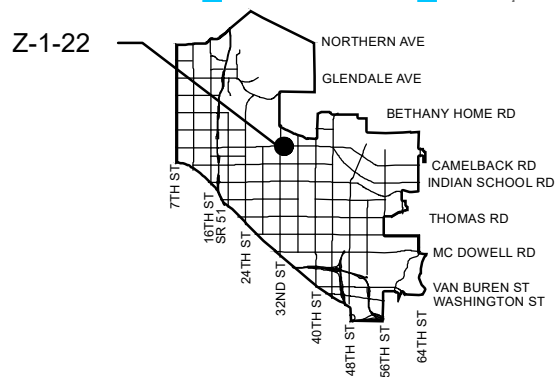 Z-1-22
NORTHERN AVE
GLENDALE AVE
BETHANY HOME RD
CAMELBACK RD
INDIAN SCHOOL RD
THOMAS RD
MC DOWELL RD
VAN BUREN ST
WASHINGTON ST
7TH ST
16TH ST
SR 51
24TH ST
32ND ST
40TH ST
48TH ST
56TH ST
64TH ST